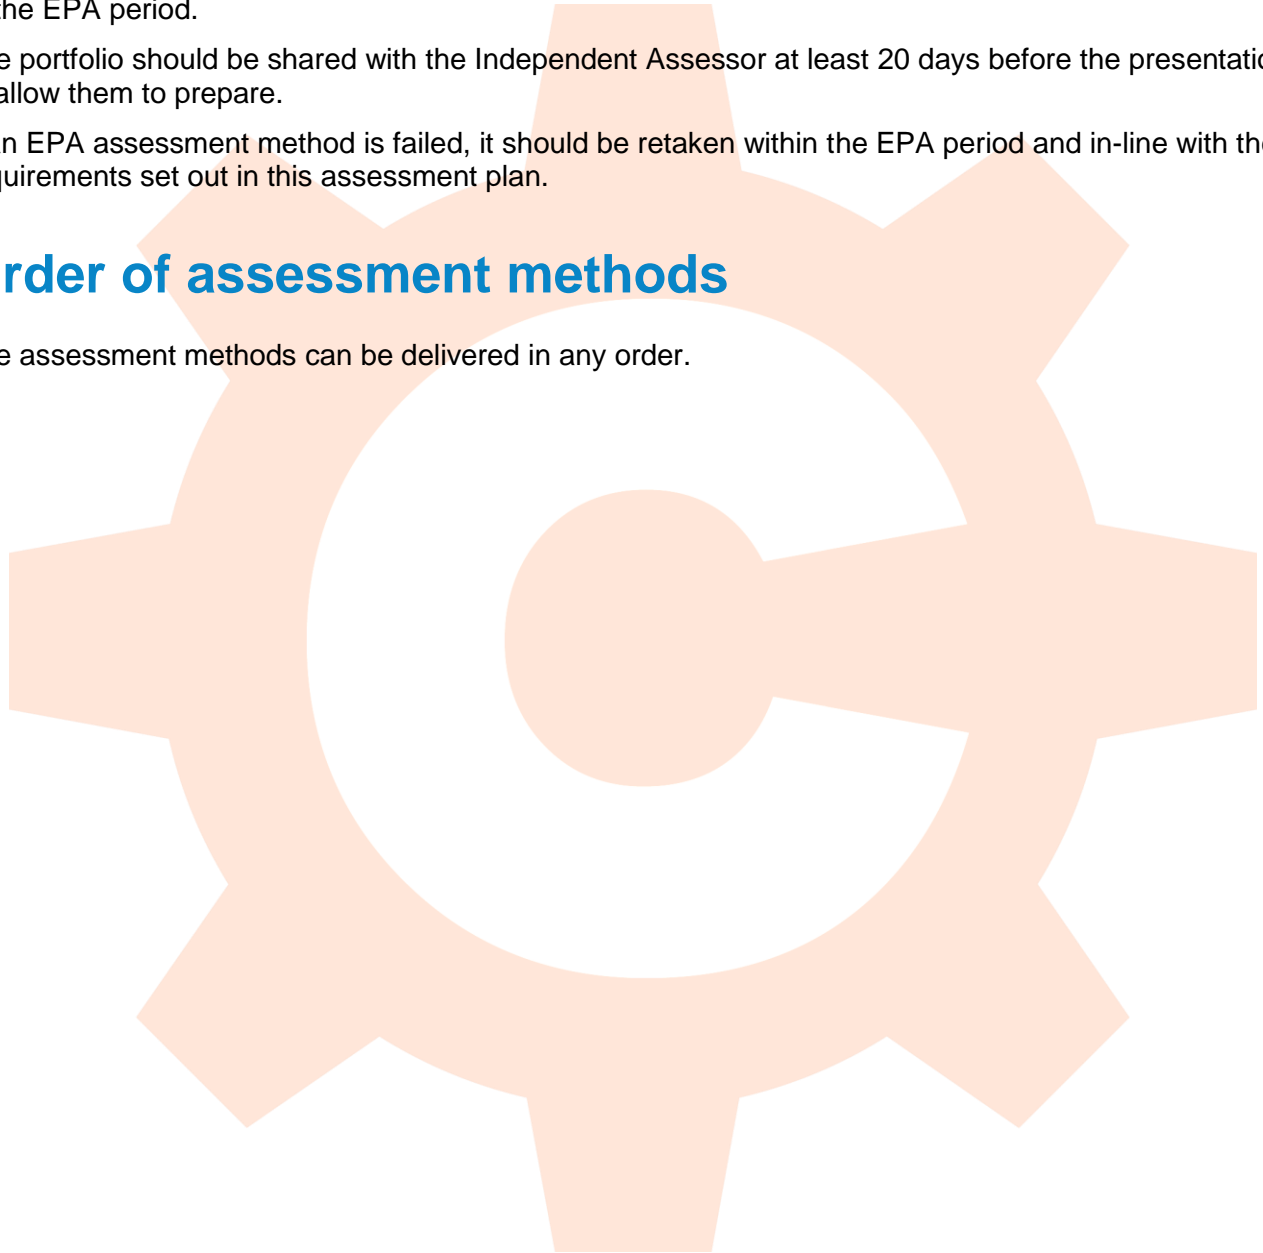 the EPA period.
e portfolio should be shared with the Independent Assessor at least 20 days before the presentatio
allow them to prepare.
n EPA assessment method is failed, it should be retaken within the EPA period and in-line with the
quirements set out in this assessment plan.
rder of assessment methods
e assessment methods can be delivered in any order.